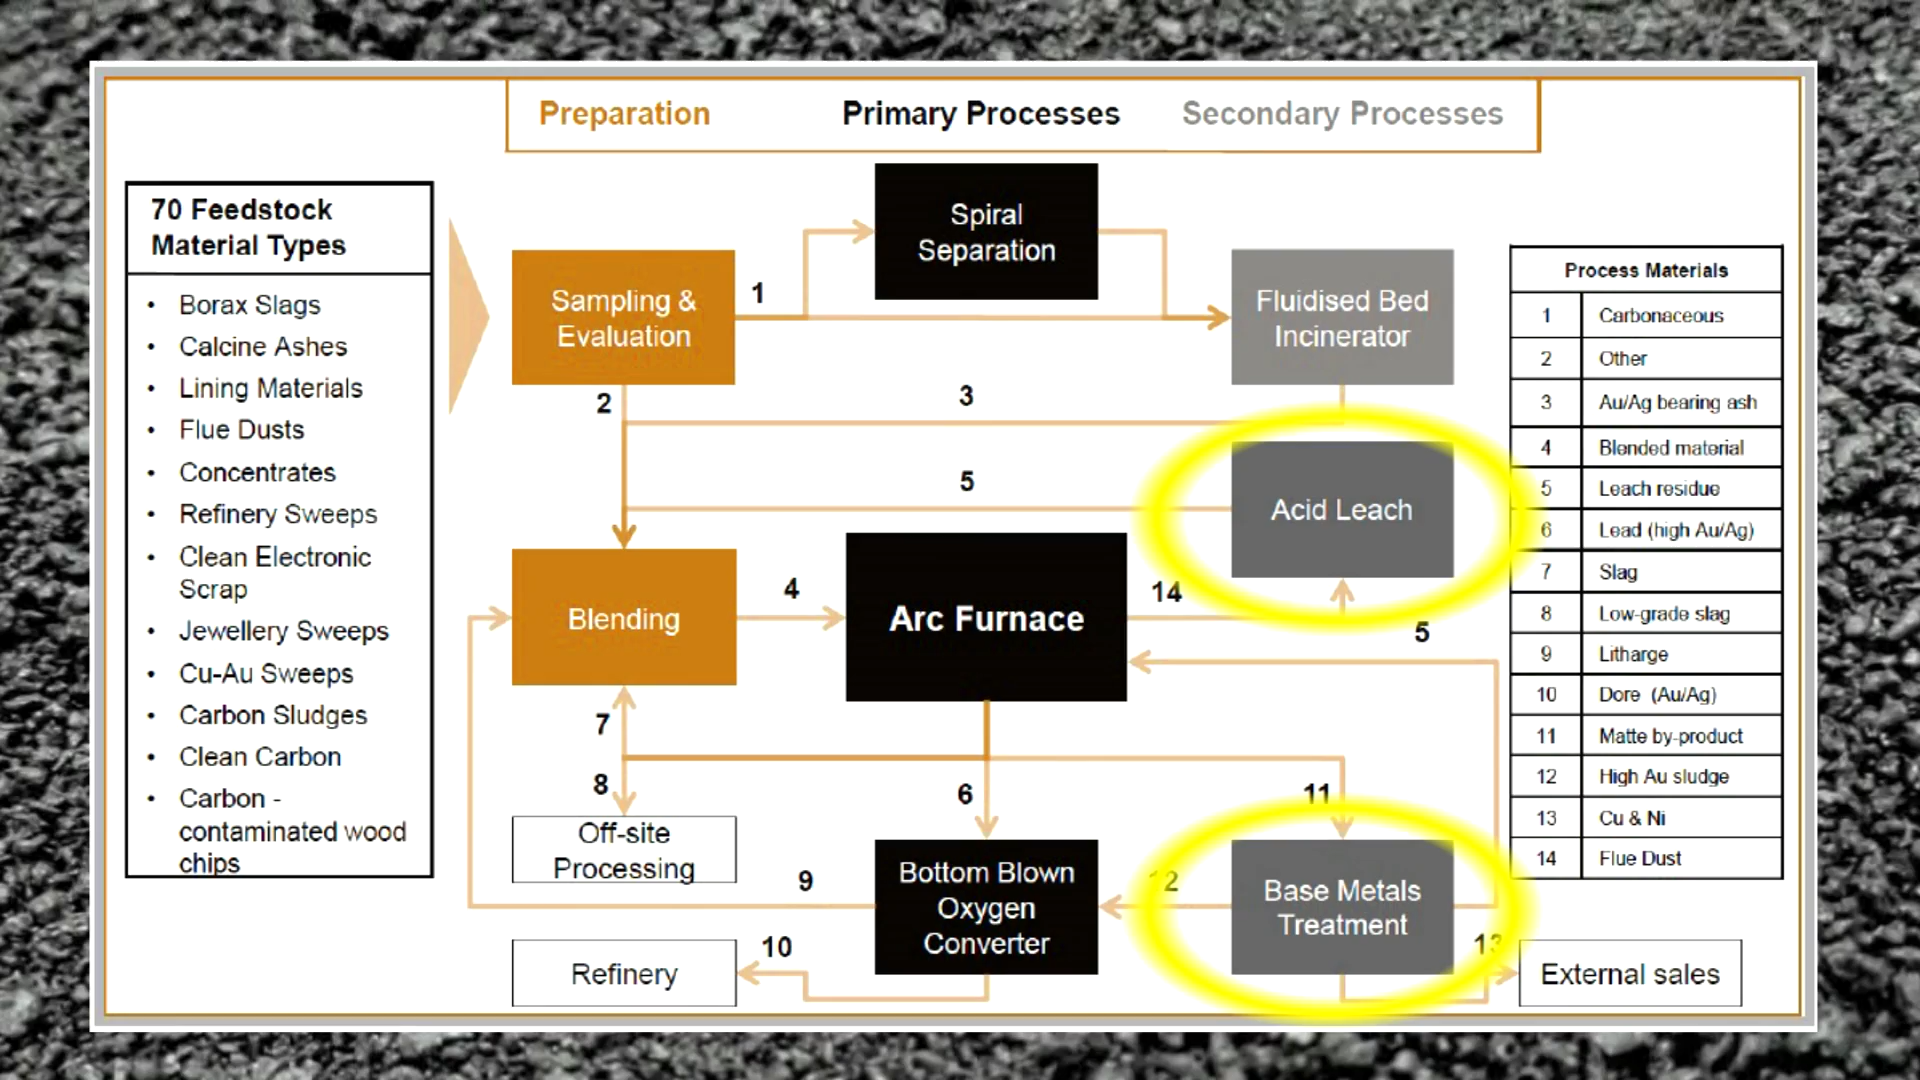 Preparation
Primary Processes
Secondary Processes
70 Feedstock
Material Types
• Borax Slags
• Calcine Ashes
• Lining Materials
• Flue Dusts
• Concentrates
• Refinery Sweeps
• Clean Electronic
Scrap
• Jewellery Sweeps
• Cu-Au Sweeps
• Carbon Sludges
• Clean Carbon
• Carbon -
contaminated wood
chips
Sampling &
Evaluation
1
Spiral
Separation
Fluidised Bed
Incinerator
2
3
5
Acid Leach
Blending
4
Arc Furnace
14
5
7
8
6
11
Off-site
Processing
9
Bottom Blown
Oxygen
Converter
12
Base Metals
Treatment
10
Refinery
13
External sales
Process Materials
1 Carbonaceous
2 Other
3 Au/Ag bearing ash
4 Blended material
5 Leach residue
6 Lead (high Au/Ag)
7 Slag
8 Low-grade slag
9 Litharge
10 Dore (Au/Ag)
11 Matte by-product
12 High Au sludge
13 Cu & Ni
14 Flue Dust